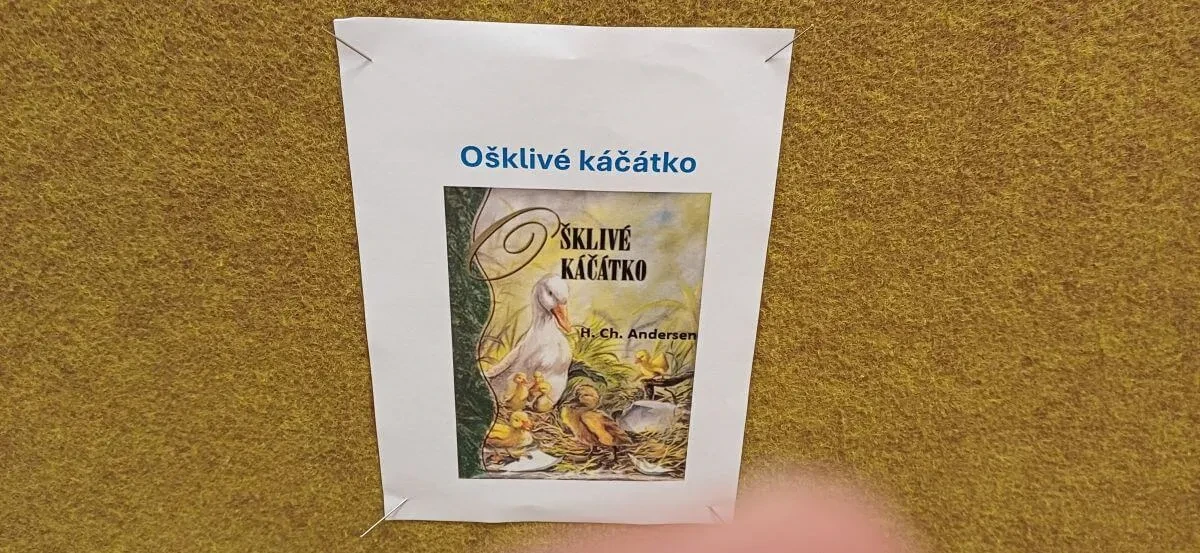 Ošklivé káčátko
OŠKLIVÉ
KÁČÁTKO
H. Ch. Andersen